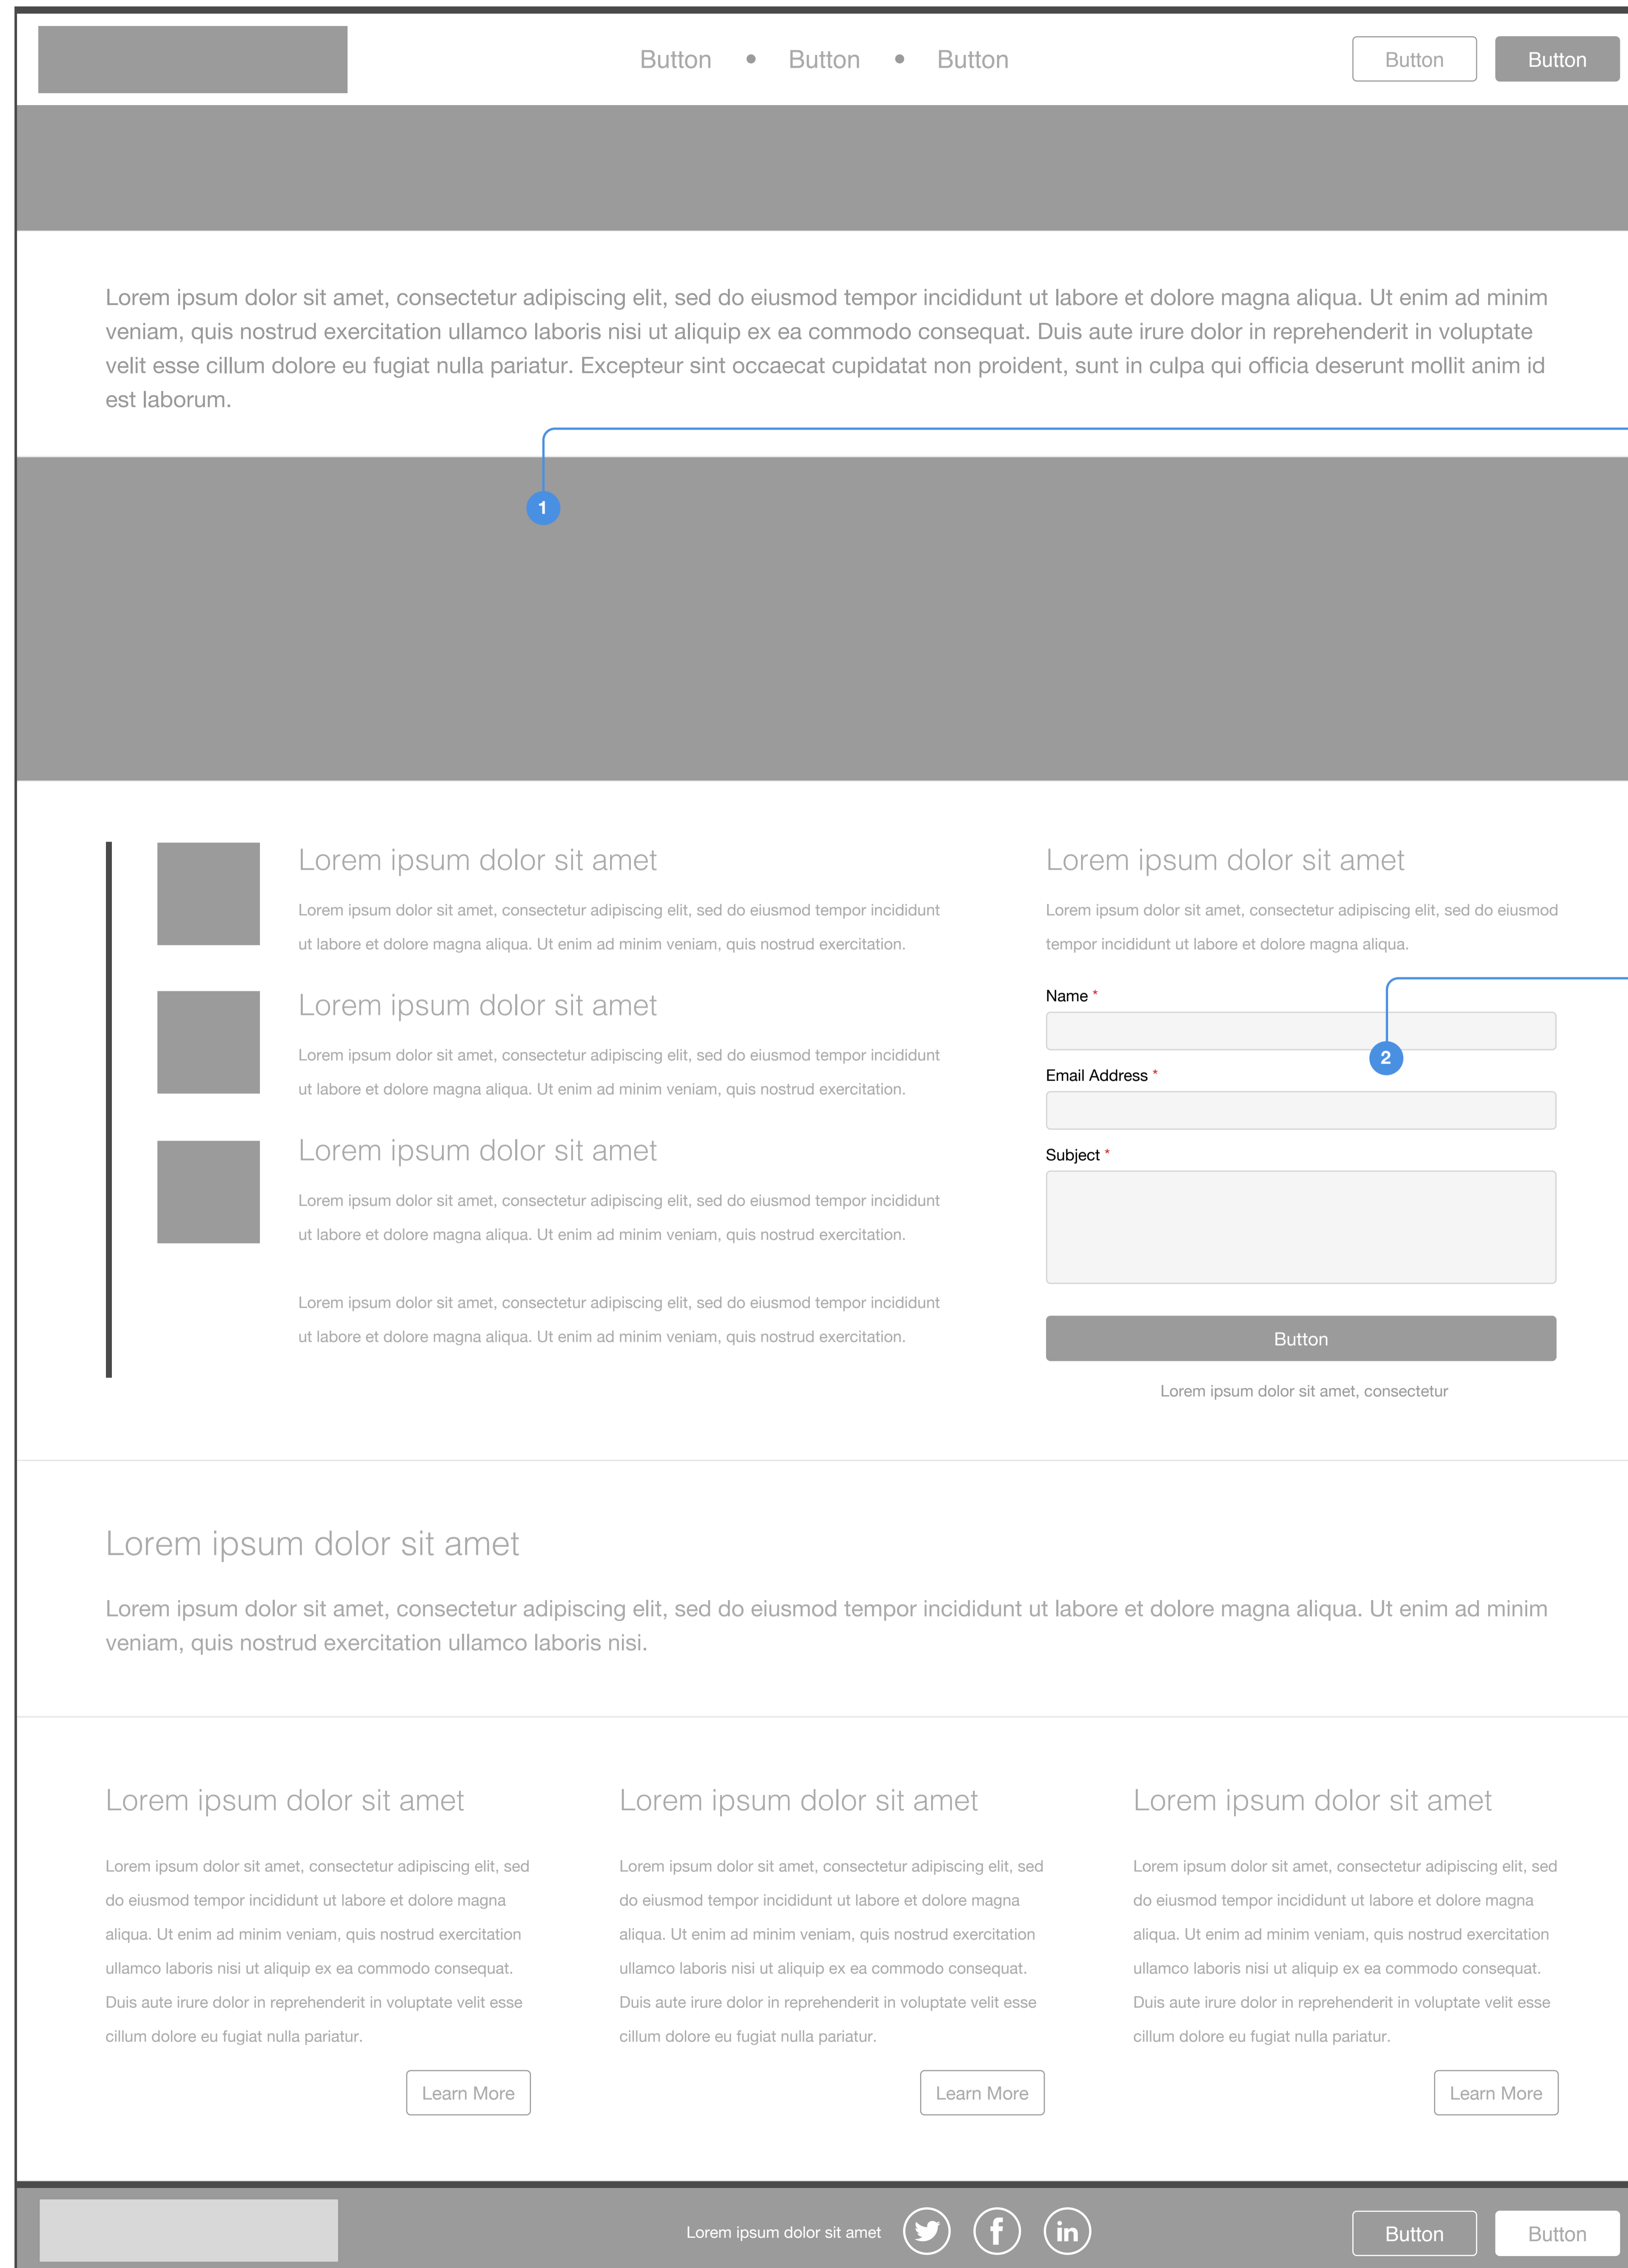 Button • Button • Button Button Button
Lorem ipsum dolor sit amet, consectetur adipiscing elit, sed do eiusmod tempor incididunt ut labore et dolore magna aliqua. Ut enim ad minim
veniam, quis nostrud exercitation ullamco laboris nisi ut aliquip ex ea commodo consequat. Duis aute irure dolor in reprehenderit in voluptate
velit esse cillum dolore eu fugiat nulla pariatur. Excepteur sint occaecat cupidatat non proident, sunt in culpa qui officia deserunt mollit anim id
est laborum.
1
Lorem ipsum dolor sit amet
Lorem ipsum dolor sit amet, consectetur adipiscing elit, sed do eiusmod tempor incididunt
ut labore et dolore magna aliqua. Ut enim ad minim veniam, quis nostrud exercitation.
Lorem ipsum dolor sit amet
Lorem ipsum dolor sit amet, consectetur adipiscing elit, sed do eiusmod tempor incididunt
ut labore et dolore magna aliqua. Ut enim ad minim veniam, quis nostrud exercitation.
Lorem ipsum dolor sit amet
Lorem ipsum dolor sit amet, consectetur adipiscing elit, sed do eiusmod tempor incididunt
ut labore et dolore magna aliqua. Ut enim ad minim veniam, quis nostrud exercitation.
Lorem ipsum dolor sit amet, consectetur adipiscing elit, sed do eiusmod tempor incididunt
ut labore et dolore magna aliqua. Ut enim ad minim veniam, quis nostrud exercitation.
Lorem ipsum dolor sit amet
Lorem ipsum dolor sit amet, consectetur adipiscing elit, sed do eiusmod
tempor incididunt ut labore et dolore magna aliqua.
Name *
2
Email Address *
Subject *
Button
Lorem ipsum dolor sit amet, consectetur
Lorem ipsum dolor sit amet
Lorem ipsum dolor sit amet, consectetur adipiscing elit, sed do eiusmod tempor incididunt ut labore et dolore magna aliqua. Ut enim ad minim
veniam, quis nostrud exercitation ullamco laboris nisi.
Lorem ipsum dolor sit amet
Lorem ipsum dolor sit amet, consectetur adipiscing elit, sed
do eiusmod tempor incididunt ut labore et dolore magna
aliqua. Ut enim ad minim veniam, quis nostrud exercitation
ullamco laboris nisi ut aliquip ex ea commodo consequat.
Duis aute irure dolor in reprehenderit in voluptate velit esse
cillum dolore eu fugiat nulla pariatur.
Learn More
Lorem ipsum dolor sit amet
Lorem ipsum dolor sit amet, consectetur adipiscing elit, sed
do eiusmod tempor incididunt ut labore et dolore magna
aliqua. Ut enim ad minim veniam, quis nostrud exercitation
ullamco laboris nisi ut aliquip ex ea commodo consequat.
Duis aute irure dolor in reprehenderit in voluptate velit esse
cillum dolore eu fugiat nulla pariatur.
Learn More
Lorem ipsum dolor sit amet
Lorem ipsum dolor sit amet, consectetur adipiscing elit, sed
do eiusmod tempor incididunt ut labore et dolore magna
aliqua. Ut enim ad minim veniam, quis nostrud exercitation
ullamco laboris nisi ut aliquip ex ea commodo consequat.
Duis aute irure dolor in reprehenderit in voluptate velit esse
cillum dolore eu fugiat nulla pariatur.
Learn More
Lorem ipsum dolor sit amet f in Button Button